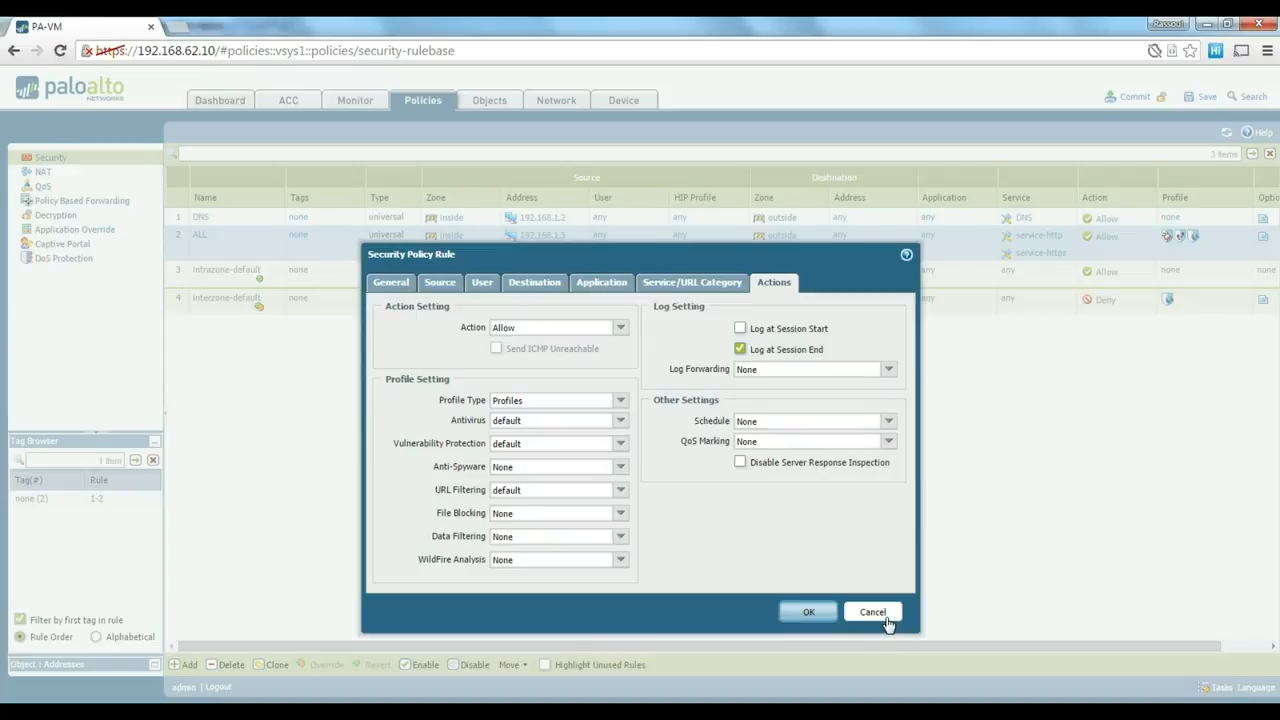 PA-VM
Rassoul
https://192.168.62.10/#policies::vsys1::policies/security-rulebase
Hi
paloalto
NETWORKS
Dashboard ACC Monitor Policies Objects Network Device
Commit Save Search
Help
3 items
Security
NAT
QoS
Policy Based Forwarding
Decryption
Application Override
Captive Portal
DoS Protection
Source Destination
Name Tags Type Zone Address User HIP Profile Zone Address Application Service Action Profile Optio
1 DNS none universal inside 192.168.1.2 any any outside any any DNS Allow none
2 ALL none universal inside 192.168.1.5 any any outside any any service-http Allow
service-https
3 intrazone-default none any any Allow none
4 interzone-default none any any Deny
Security Policy Rule
General Source User Destination Application Service/URL Category Actions
Action Setting
Action Allow
Send ICMP Unreachable
Profile Setting
Profile Type Profiles
Antivirus default
Vulnerability Protection default
Anti-Spyware None
URL Filtering default
File Blocking None
Data Filtering None
WildFire Analysis None
Log Setting
Log at Session Start
Log at Session End
Log Forwarding None
Other Settings
Schedule None
QoS Marking None
Disable Server Response Inspection
OK Cancel
Tag Browser
1 item
Tag(#) Rule
none (2) 1-2
Filter by first tag in rule
Rule Order Alphabetical
Object : Addresses
Add Delete Clone Override Revert Enable Disable Move Highlight Unused Rules
admin | Logout
Tasks Language